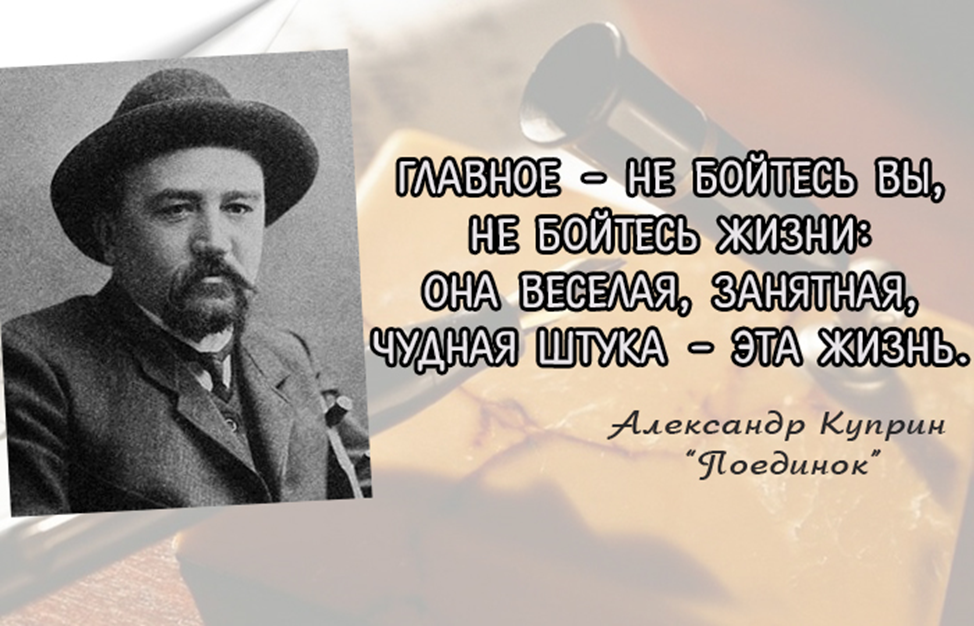 ГЛАВНОЕ – НЕ БОЙТЕСЬ ВЫ,
НЕ БОЙТЕСЬ ЖИЗНИ:
ОНА ВЕСЕЛАЯ, ЗАНЯТНАЯ,
ЧУДНАЯ ШТУКА – ЭТА ЖИЗНЬ.
Александр Куприн
“Поединок”